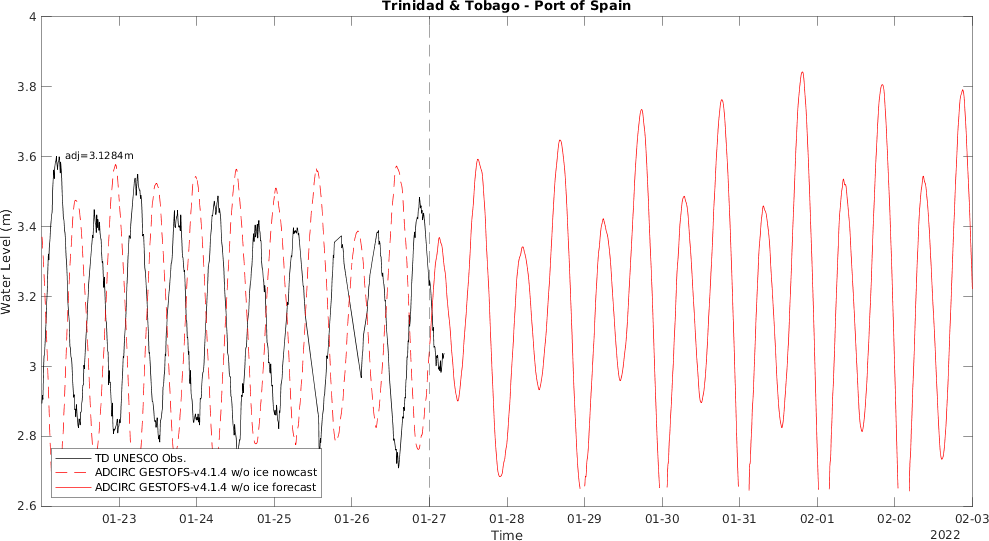 Trinidad & Tobago - Port of Spain
4
3.8
3.6
3.4
3.2
3
2.8
2.6
Water Level (m)
adj=3.1284m
TD UNESCO Obs.
ADCIRC GESTOFS-v4.1.4 w/o ice nowcast
ADCIRC GESTOFS-v4.1.4 w/o ice forecast
01-23 01-24 01-25 01-26 01-27 01-28 01-29 01-30 01-31 02-01 02-02 02-03
Time
2022